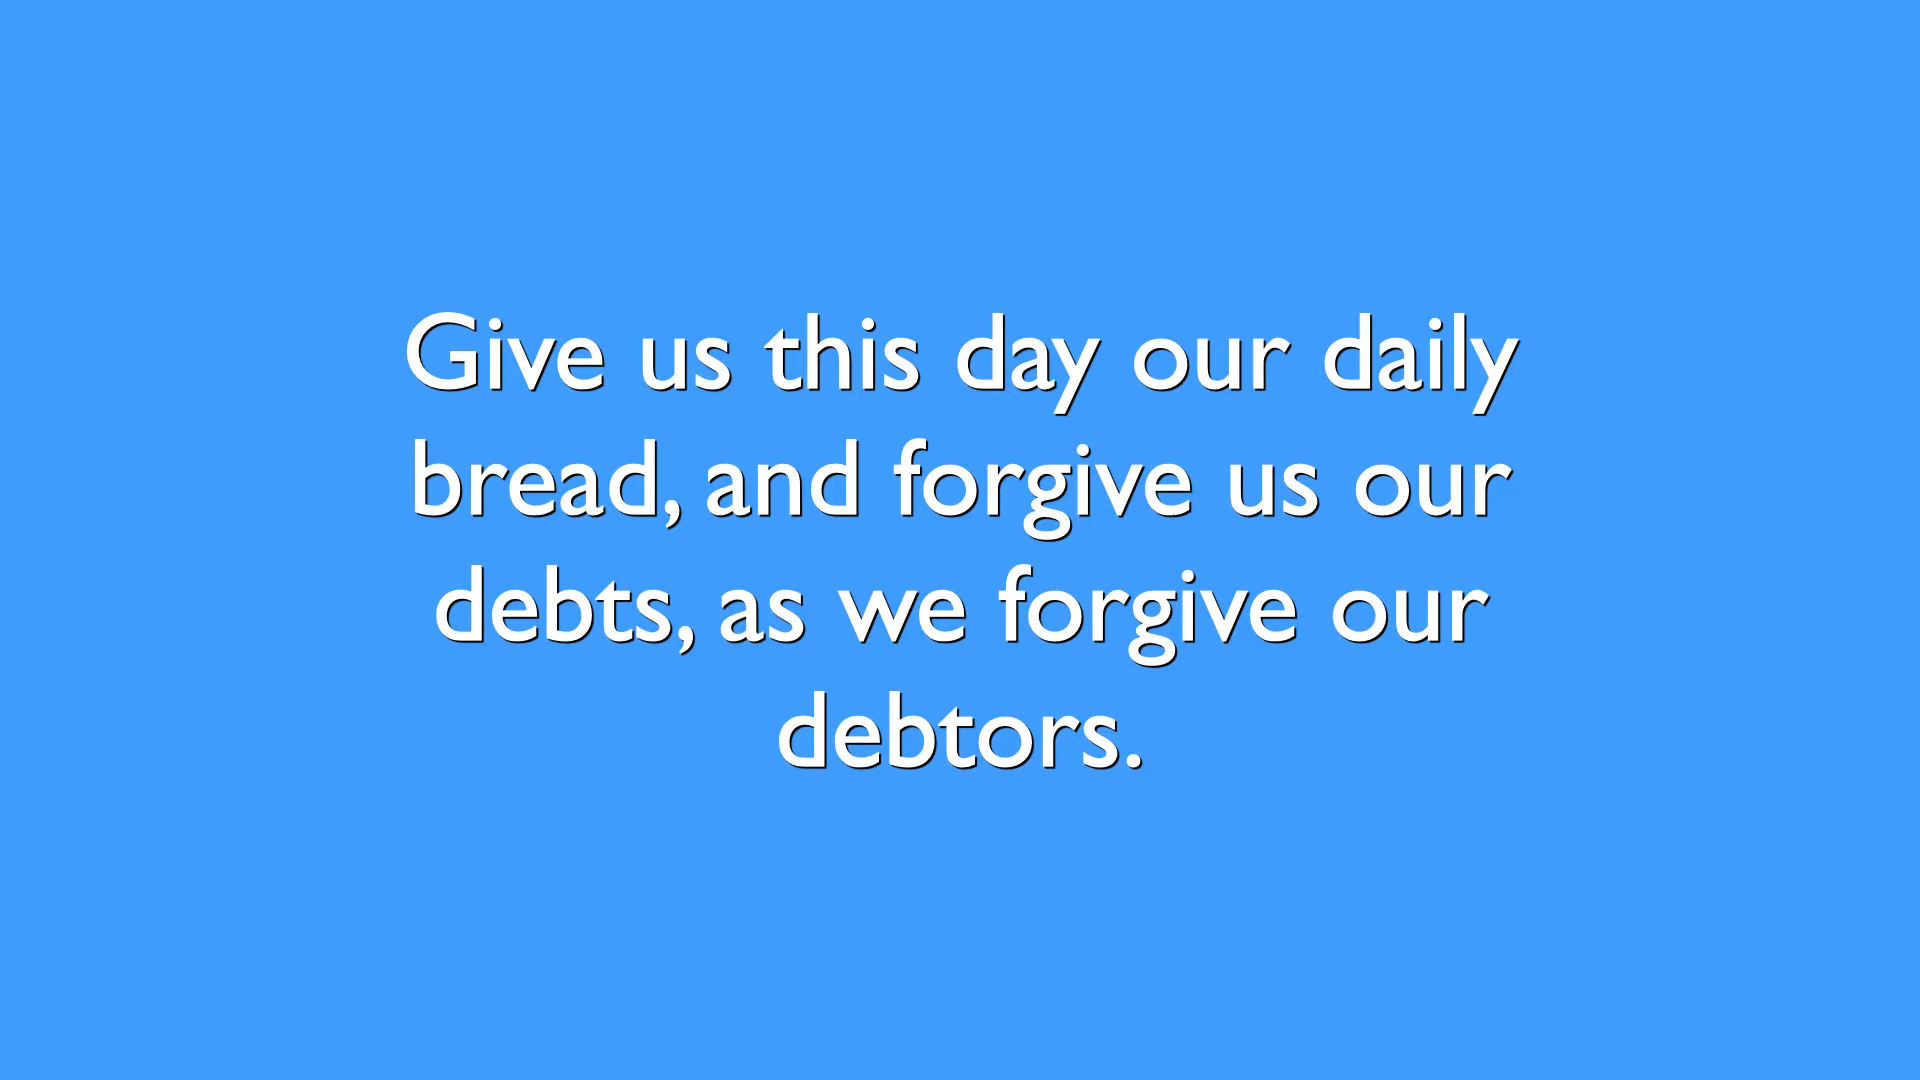 Give us this day our daily
bread, and forgive us our
debts, as we forgive our
debtors.